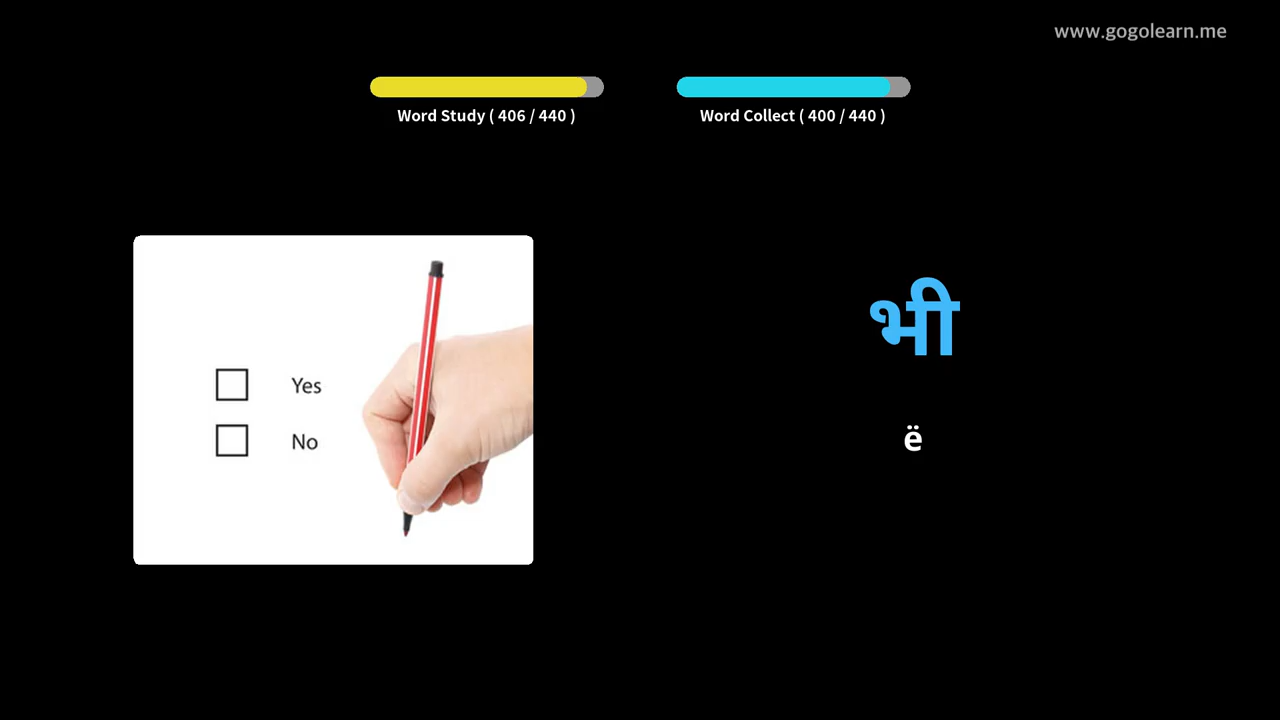 www.gogolearn.me
Word Study ( 406 / 440 )
Word Collect ( 400 / 440 )
Yes
No
भी
ë